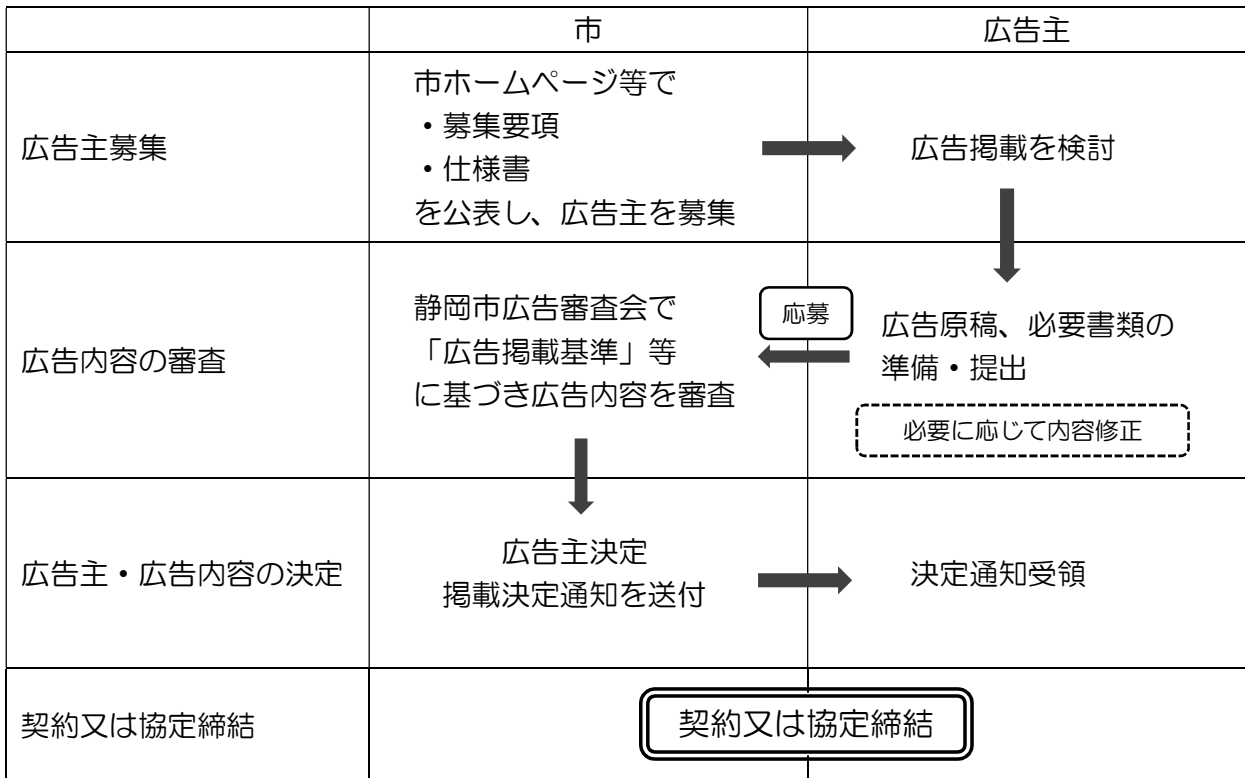 市
広告主
広告主募集
市ホームページ等で
・募集要項
・仕様書
を公表し、広告主を募集
広告掲載を検討
広告内容の審査
静岡市広告審査会で
「広告掲載基準」等
に基づき広告内容を審査
応募
広告原稿、必要書類の
準備・提出
必要に応じて内容修正
広告主・広告内容の決定
広告主決定
掲載決定通知を送付
決定通知受領
契約又は協定締結
契約又は協定締結